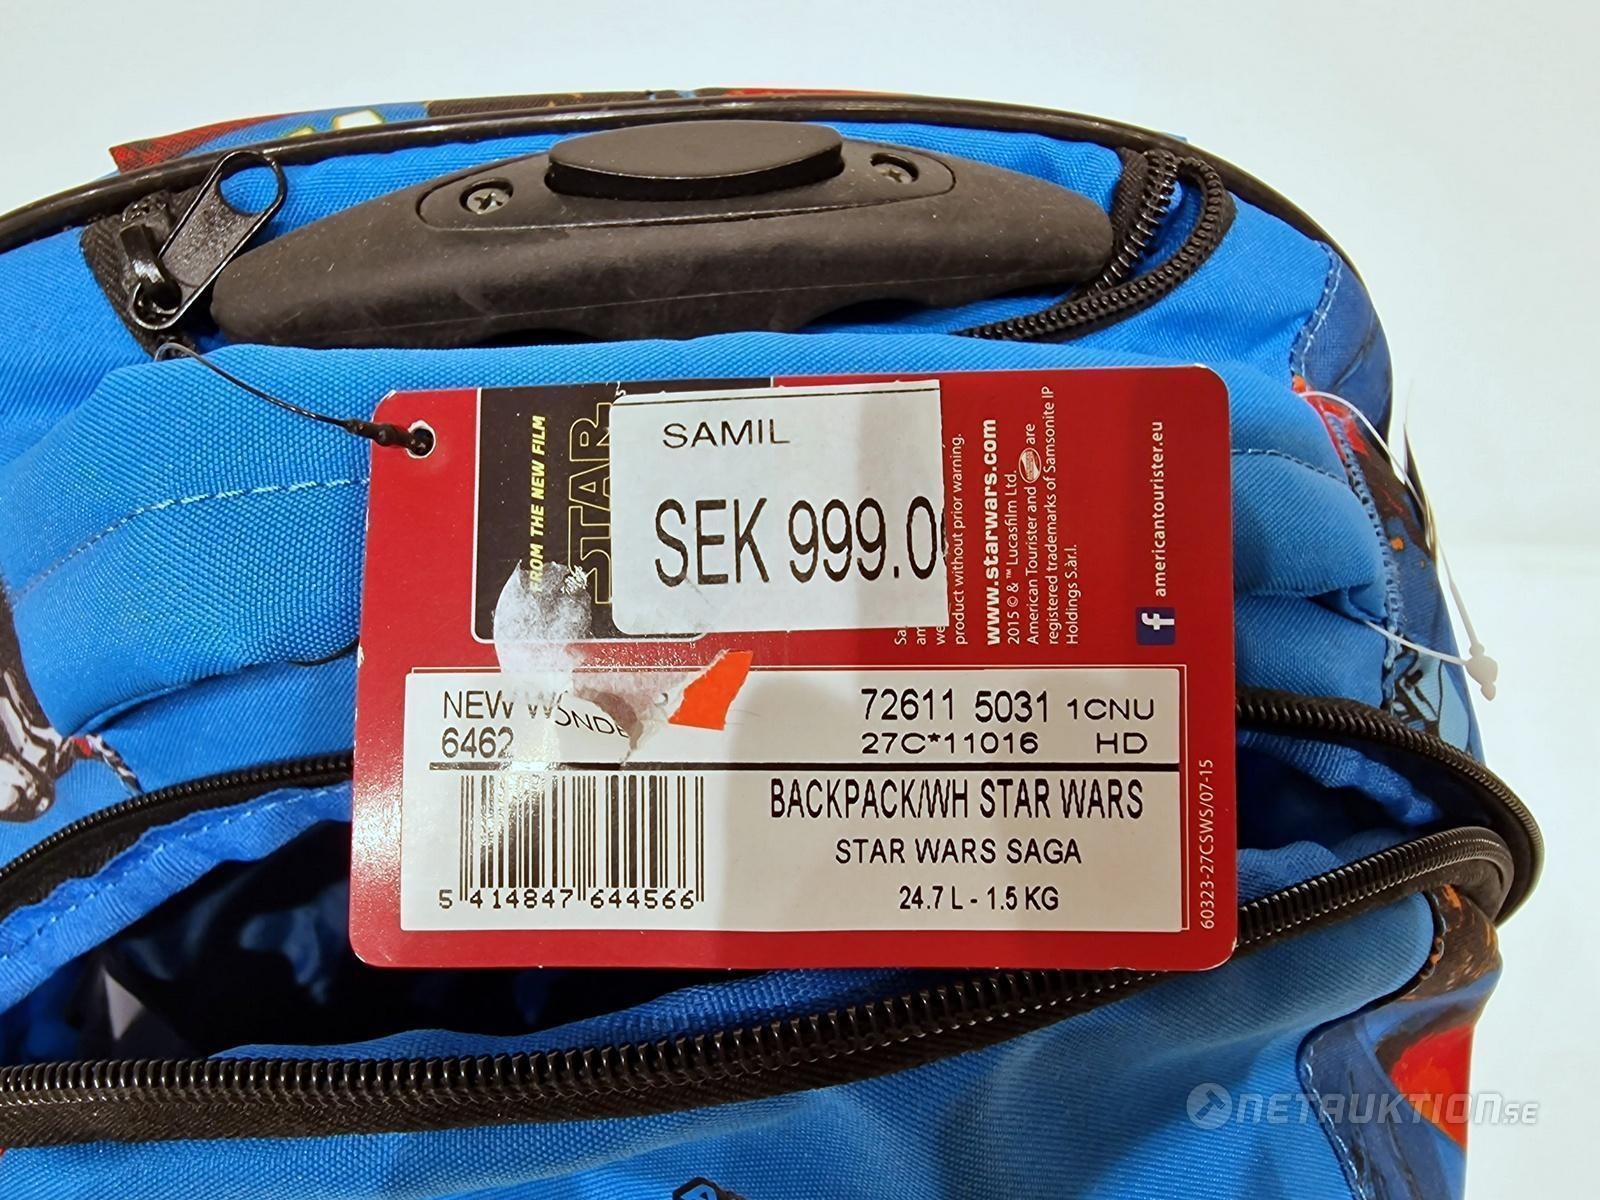 FROM THE NEW FILM
STAR
SAMIL
SEK 999.0
product without prior warning.
www.starwars.com
2015 © & ™ Lucasfilm Ltd.
American Tourister and are
registered trademarks of Samsonite IP
Holdings S.àr.l.
f americantourister.eu
NEW WONDER
6462
72611 5031 1CNU
27C*11016 HD
BACKPACK/WH STAR WARS
STAR WARS SAGA
24.7 L - 1.5 KG
5 414847 644566
60323-27CSWS/07-15
NETAUKTION.SE